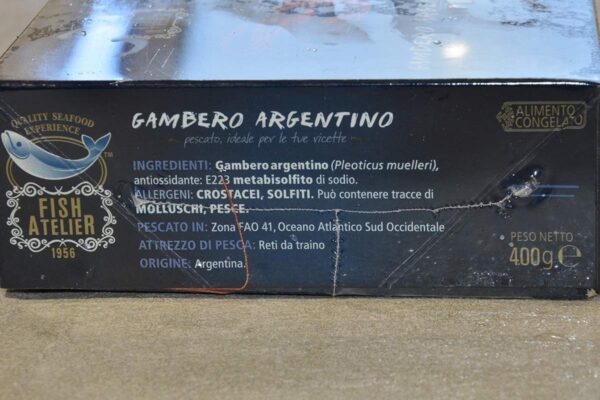 QUALITY SEAFOOD
EXPERIENCE
TM
FISH
ATELIER
1956
GAMBERO ARGENTINO
pescato, ideale per le tue ricette
ALIMENTO
CONGELATO
INGREDIENTI: Gambero argentino (Pleoticus muelleri),
antiossidante: E223 metabisolfito di sodio.
ALLERGENI: CROSTACEI, SOLFITI. Può contenere tracce di
MOLLUSCHI, PESCE.
PESCATO IN: Zona FAO 41, Oceano Atlantico Sud Occidentale
ATTREZZO DI PESCA: Reti da traino
ORIGINE: Argentina.
PESO NETTO
400g e